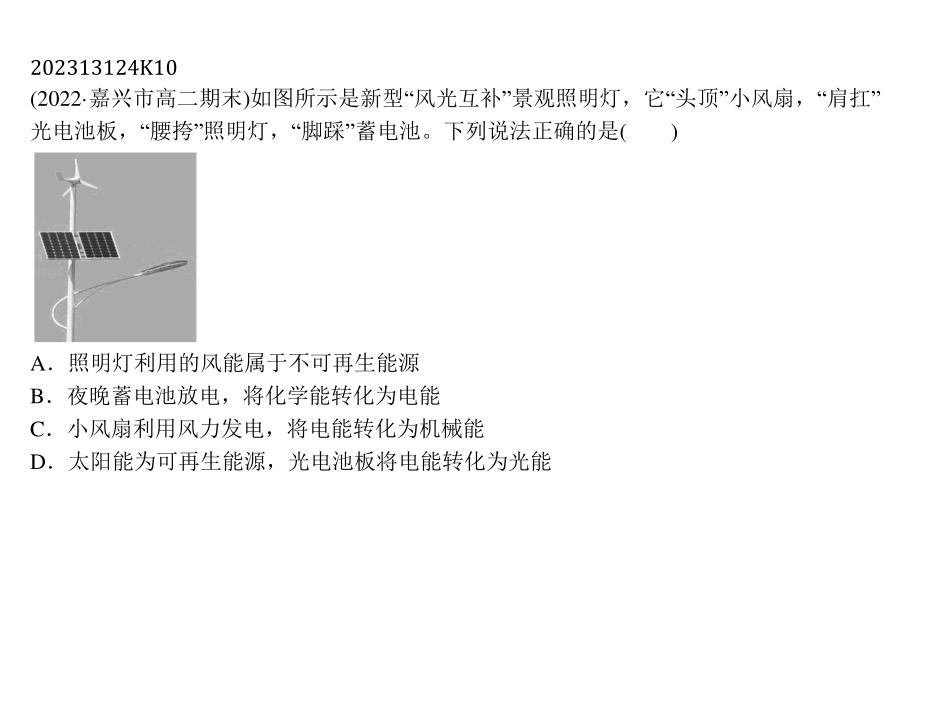 202313124K10
(2022·嘉兴市高二期末)如图所示是新型“风光互补”景观照明灯，它“头顶”小风扇，“肩扛”
光电池板，“腰挎”照明灯，“脚踩”蓄电池。下列说法正确的是(　　)
A．照明灯利用的风能属于不可再生能源
B．夜晚蓄电池放电，将化学能转化为电能
C．小风扇利用风力发电，将电能转化为机械能
D．太阳能为可再生能源，光电池板将电能转化为光能